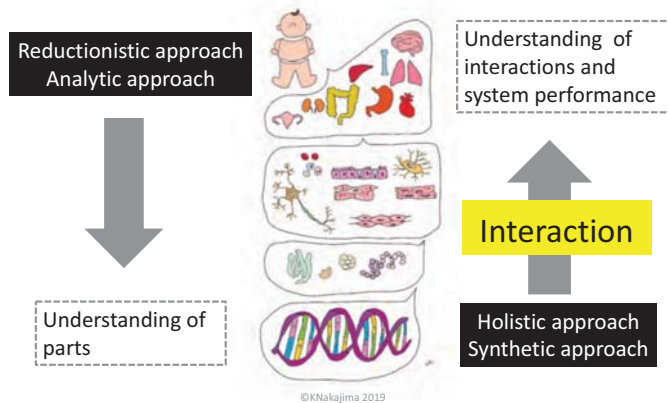 Reductionistic approach
Analytic approach
Understanding of
parts
Understanding of
interactions and
system performance
Interaction
Holistic approach
Synthetic approach
©KNakajima 2019